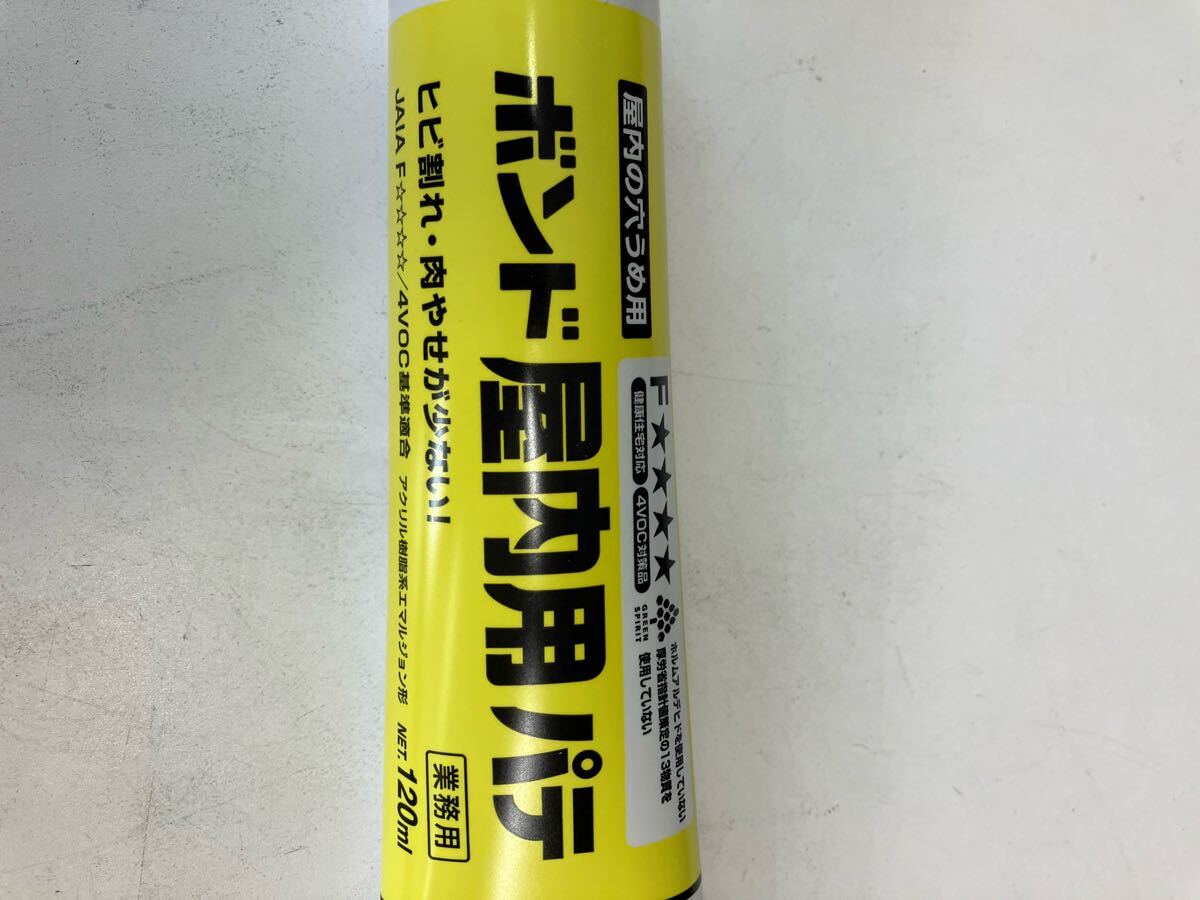 屋内の穴うめ用
F★★★★
健康住宅対応 4VOC対策品
GREEN
SPIRIT
ホルムアルデヒドを使用していない
厚労省指針値策定の13物質を
使用していない
ボンド 屋内用パテ
ヒビ割れ・肉やせが少ない!
業務用
JAIA F☆☆☆☆/4VOC基準適合 アクリル樹脂系エマルジョン形 NET. 120ml